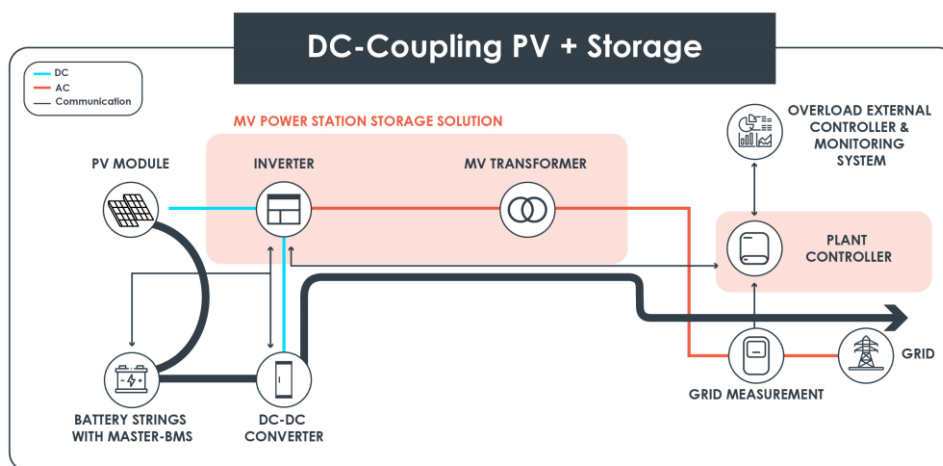 DC-Coupling PV + Storage
DC
AC
Communication
MV POWER STATION STORAGE SOLUTION
PV MODULE
INVERTER
MV TRANSFORMER
OVERLOAD EXTERNAL
CONTROLLER &
MONITORING
SYSTEM
PLANT
CONTROLLER
GRID
GRID MEASUREMENT
BATTERY STRINGS
WITH MASTER-BMS
DC-DC
CONVERTER